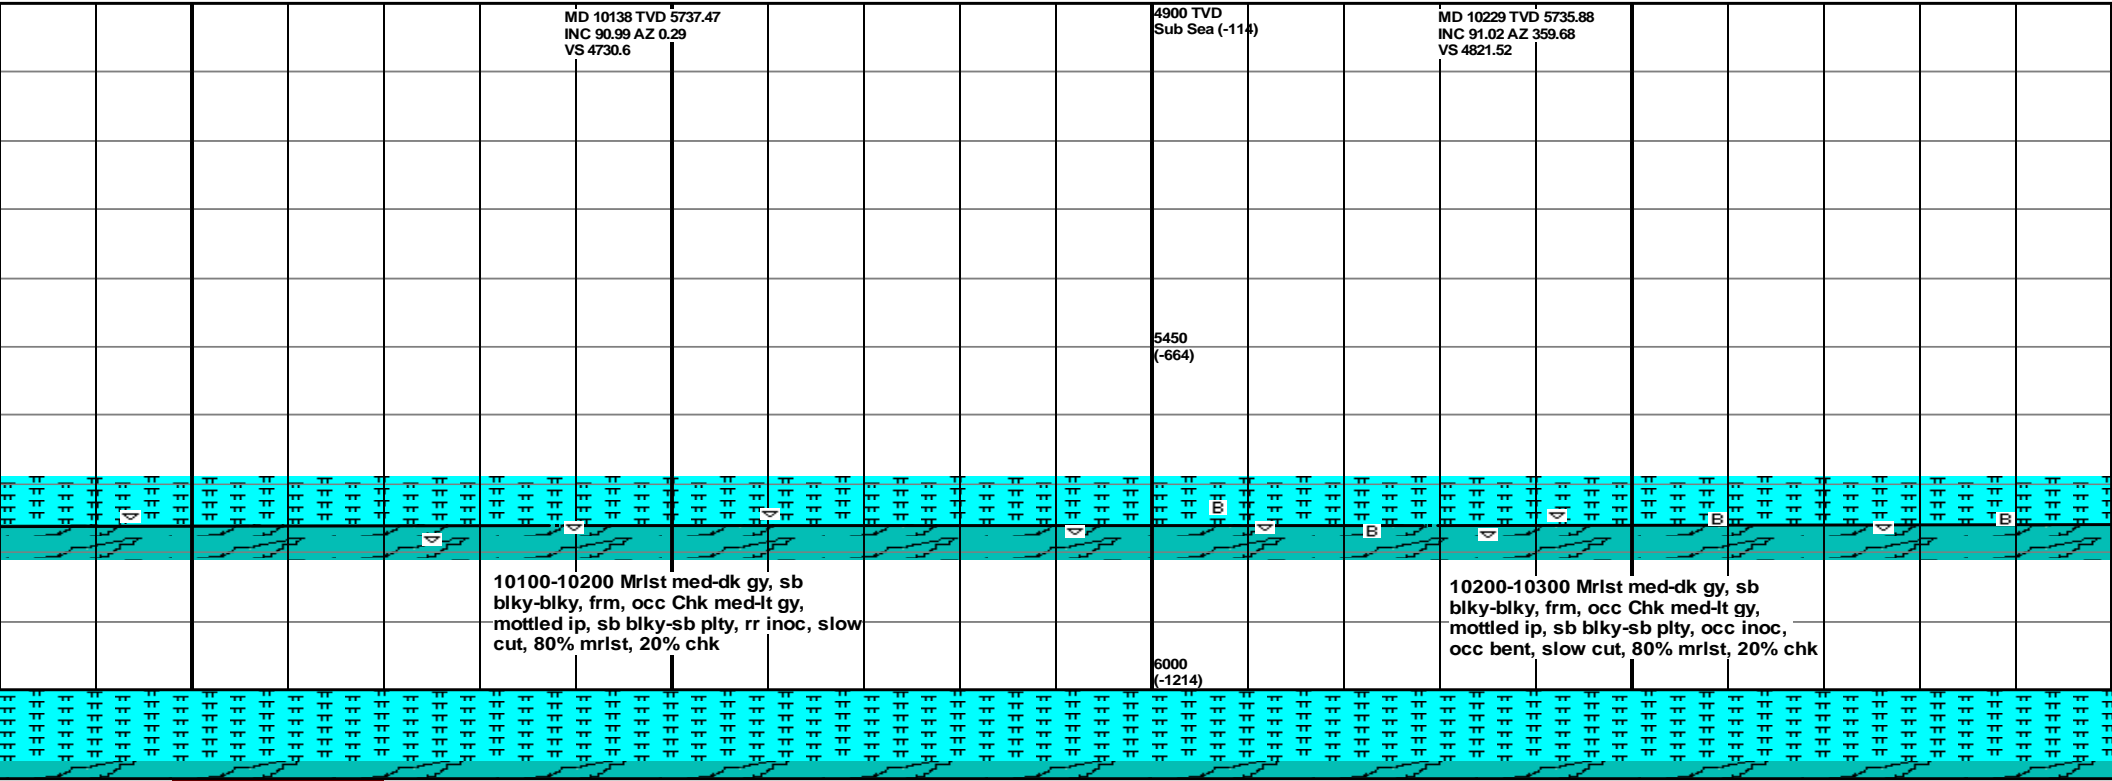 MD 10138 TVD 5737.47
INC 90.99 AZ 0.29
VS 4730.6
4900 TVD
Sub Sea (-114)
MD 10229 TVD 5735.88
INC 91.02 AZ 359.68
VS 4821.52
5450
(-664)
B
B
B
B
10100-10200 Mrlst med-dk gy, sb
blky-blky, frm, occ Chk med-lt gy,
mottled ip, sb blky-sb plty, rr inoc, slow
cut, 80% mrlst, 20% chk
10200-10300 Mrlst med-dk gy, sb
blky-blky, frm, occ Chk med-lt gy,
mottled ip, sb blky-sb plty, occ inoc,
occ bent, slow cut, 80% mrlst, 20% chk
6000
(-1214)